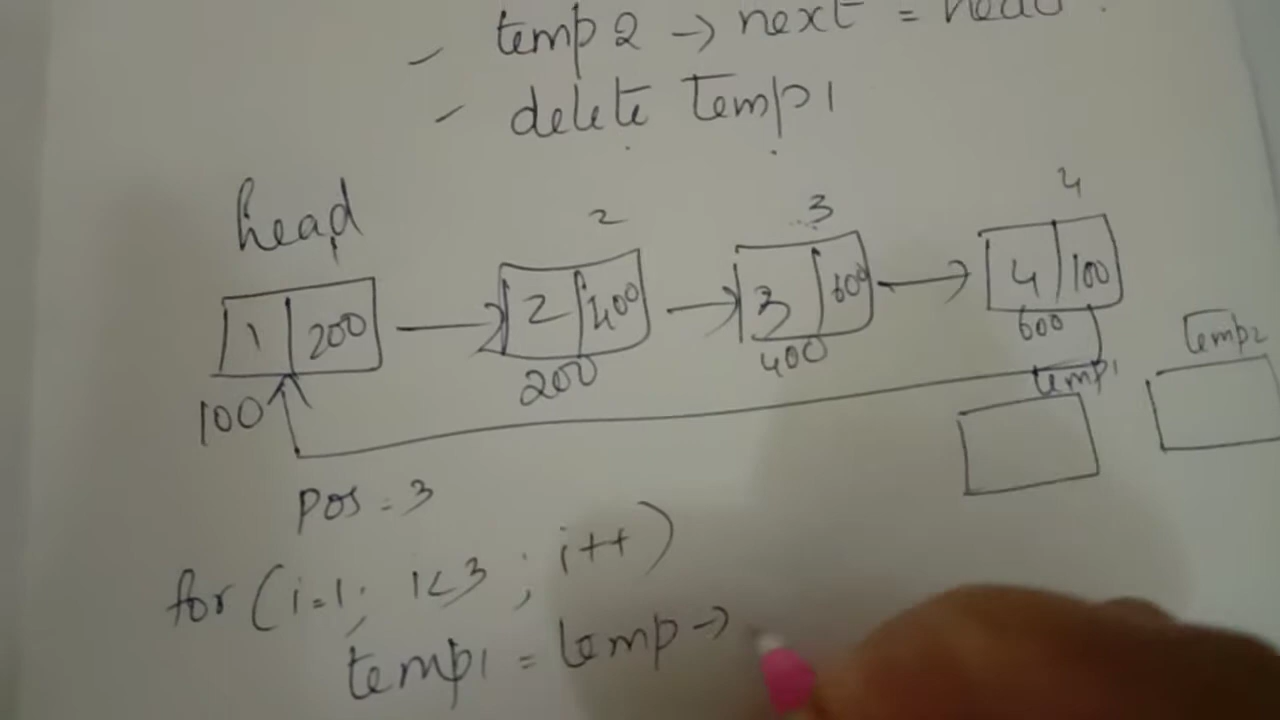 temp2 → next = head.
- delete temp1
head 2 3 4
1 200 → 2 400 → 3 600 → 4 100
100 200 400 600
temp1 temp2
pos = 3
for (i=1; i<3; i++)
temp1 = temp →